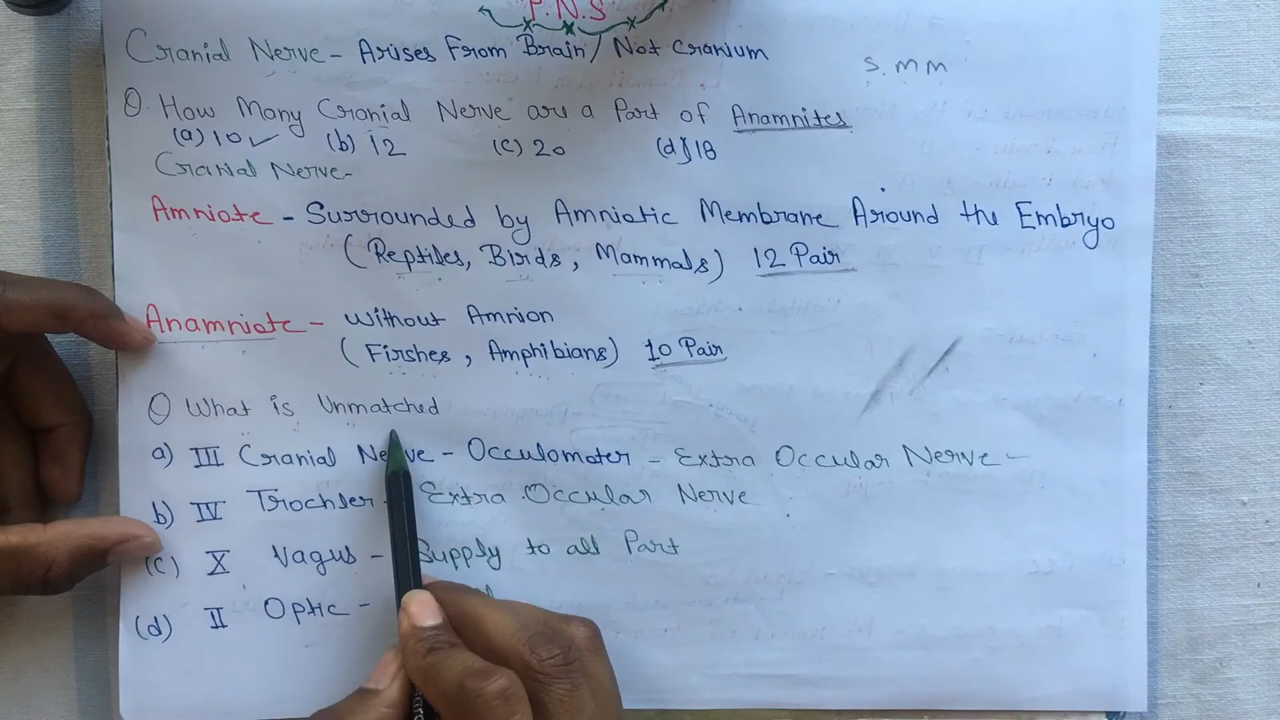 P.N.S
Cranial Nerve - Arises From Brain / Not Cranium
S.MM
Q. How Many Cranial Nerve are a Part of Anamnites
(a) 10 ✓ (b) 12 (c) 20 (d) 18
Cranial Nerve-
Amniote - Surrounded by Amniatic Membrane Around the Embryo
(Reptiles, Birds, Mammals) 12 Pair
Anamniote - Without Amnion
(Firshes, Amphibians) 10 Pair
Q What is Unmatched
a) III Cranial Nerve - Occulomoter - Extra Occular Nerve -
b) IV Trochler - Extra Occular Nerve
(c) X Vagus - Supply to all Part
(d) II Optic -